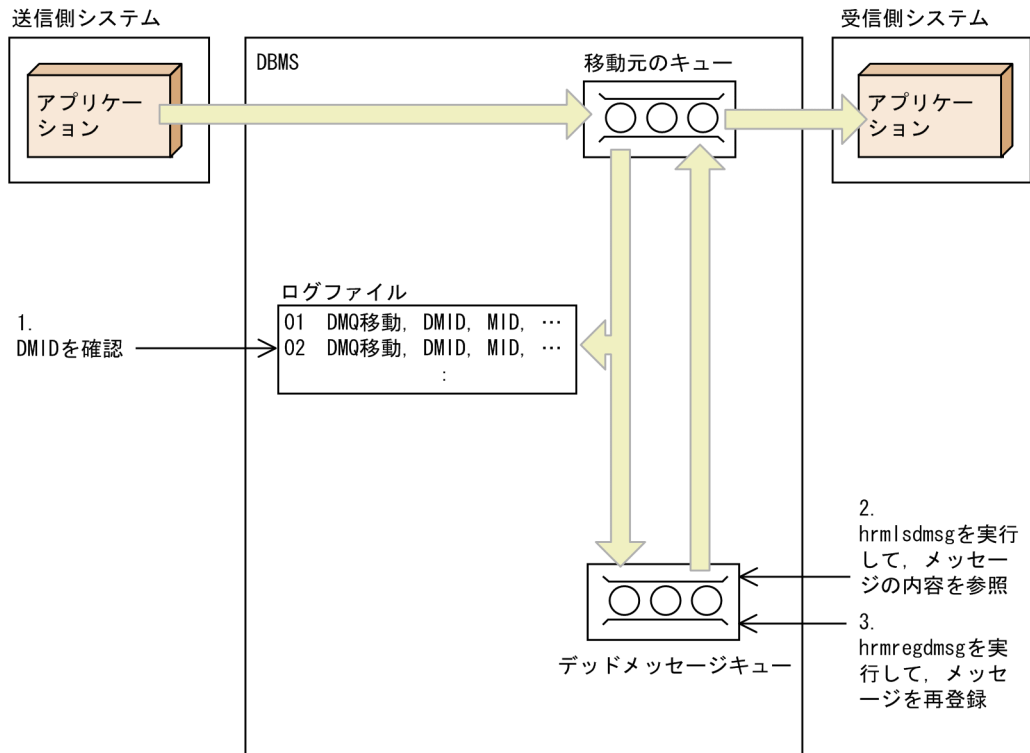 送信側システム
受信側システム
DBMS
移動元のキュー
アプリケー
ション
アプリケー
ション
ログファイル
01 DMQ移動, DMID, MID, …
02 DMQ移動, DMID, MID, …
:
1.
DMIDを確認
2.
hrmlsdmsgを実行
して，メッセー
ジの内容を参照
3.
hrmregdmsgを実
行して，メッセ
ージを再登録
デッドメッセージキュー